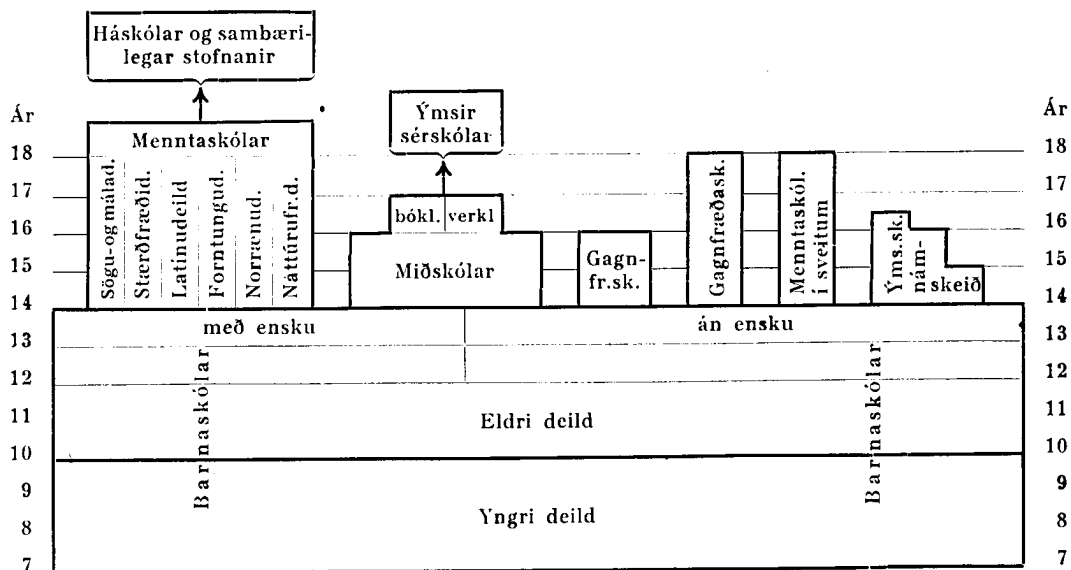 Háskólar og sambæri-
legar stofnanir
Ár
Ýmsir
sérskólar
Ár
Menntaskólar
18
17
16
15
14
13
12
11
10
9
8
7
Sögu- og málad.
Stærðfræðid.
Latinudeild
Forntungud.
Norrænud.
Náttúrufr.d.
bókl. verkl
Miðskólar
Gagn-
fr.sk.
Gagnfræðask.
Menntaskól.
í sveitum
Ýms.sk.
nám-
skeið
18
17
16
15
14
13
12
11
10
9
8
7
með ensku
án ensku
Barnaskólar
Barnaskólar
Eldri deild
Yngri deild